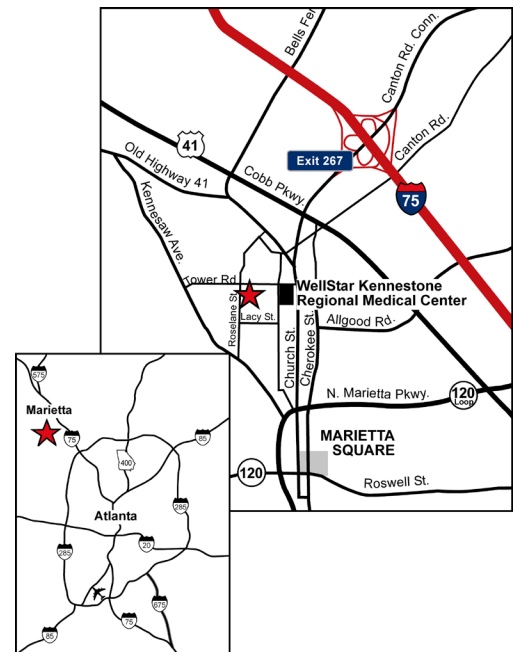 Bells Fer
Canton Rd. Conn.
Canton Rd.
41
Exit 267
Old Highway 41
Cobb Pkwy.
75
Kennesaw Ave.
Tower Rd
WellStar Kennestone
Regional Medical Center
Roselane St.
Lacy St.
Church St.
Cherokee St.
Allgood Rd.
N. Marietta Pkwy.
120
Loop
MARIETTA
SQUARE
120
Roswell St.
575
Marietta
75
85
400
Atlanta
285
285
20
675
85
75